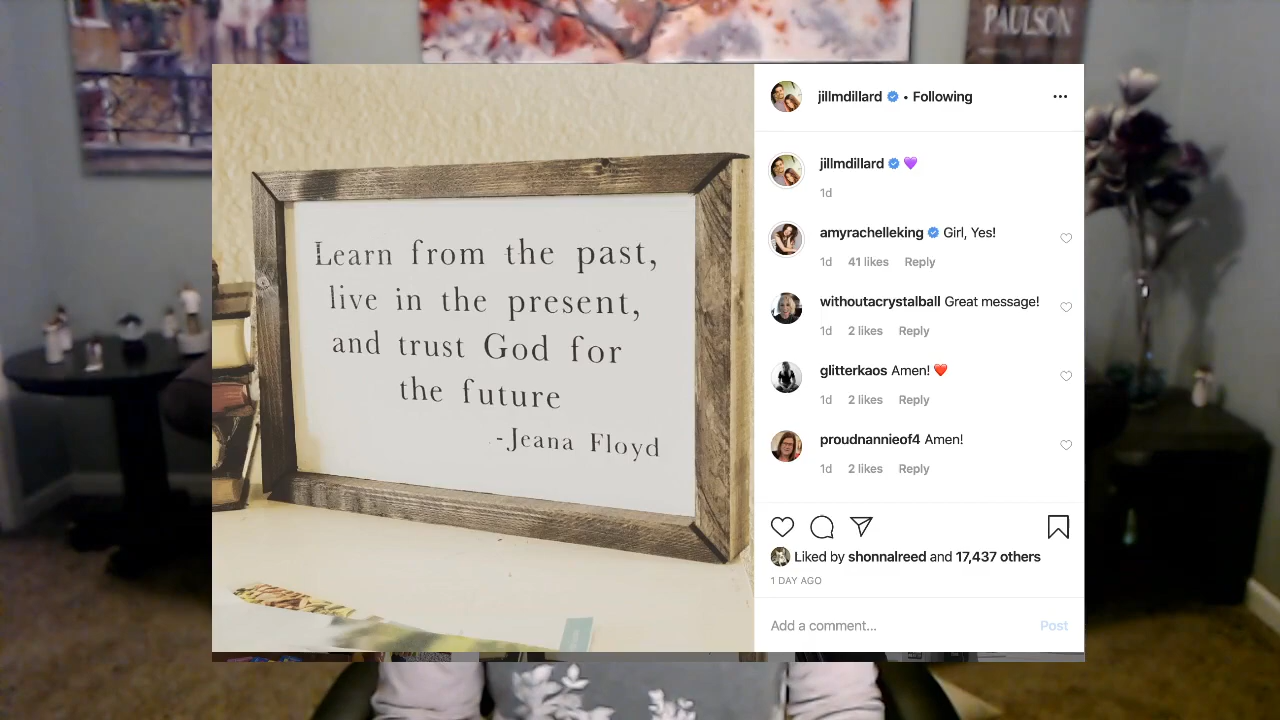 PAULSON
jillmdillard • Following
Learn from the past,
live in the present,
and trust God for
the future
-Jeana Floyd
jillmdillard 💜
1d
amyrachelleking Girl, Yes!
1d 41 likes Reply
withoutacrystalball Great message!
1d 2 likes Reply
glitterkaos Amen! ❤️
1d 2 likes Reply
proudnannieof4 Amen!
1d 2 likes Reply
Liked by shonnalreed and 17,437 others
1 DAY AGO
Add a comment... Post